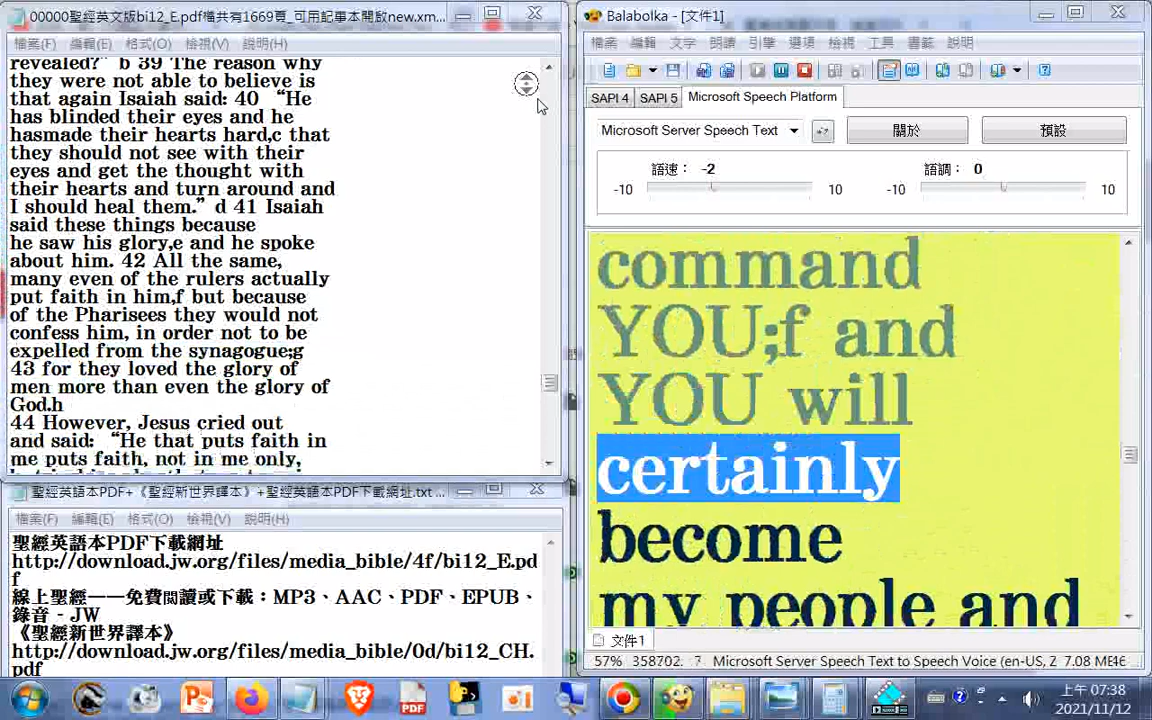 00000聖經英文版bi12_E.pdf檔共有1669頁_可用記事本開啟new.xm...
檔案(F) 編輯(E) 格式(O) 檢視(V) 說明(H)
revealed?” b 39 The reason why
they were not able to believe is
that again Isaiah said: 40 “He
has blinded their eyes and he
hasmade their hearts hard,c that
they should not see with their
eyes and get the thought with
their hearts and turn around and
I should heal them.” d 41 Isaiah
said these things because
he saw his glory,e and he spoke
about him. 42 All the same,
many even of the rulers actually
put faith in him,f but because
of the Pharisees they would not
confess him, in order not to be
expelled from the synagogue;g
43 for they loved the glory of
men more than even the glory of
God.h
44 However, Jesus cried out
and said: “He that puts faith in
me puts faith, not in me only,
聖經英語本PDF+《聖經新世界譯本》+聖經英語本PDF下載網址.txt ...
檔案(F) 編輯(E) 格式(O) 檢視(V) 說明(H)
聖經英語本PDF下載網址
http://download.jw.org/files/media_bible/4f/bi12_E.pd
f
線上聖經——免費閱讀或下載：MP3、AAC、PDF、EPUB、
錄音 - JW
《聖經新世界譯本》
http://download.jw.org/files/media_bible/0d/bi12_CH.
pdf
Balabolka - [文件1]
檔案 編輯 文字 朗讀 引擎 選項 檢視 工具 書籤 說明
SAPI 4 SAPI 5 Microsoft Speech Platform
Microsoft Server Speech Text 關於 預設
語速： -2 語調： 0
-10 10 -10 10
command
YOU;f and
YOU will
certainly
become
my people and
文件1
57% 358702. 7 Microsoft Server Speech Text to Speech Voice (en-US, Z 7.08 ME46
PDF
上午 07:38
2021/11/12